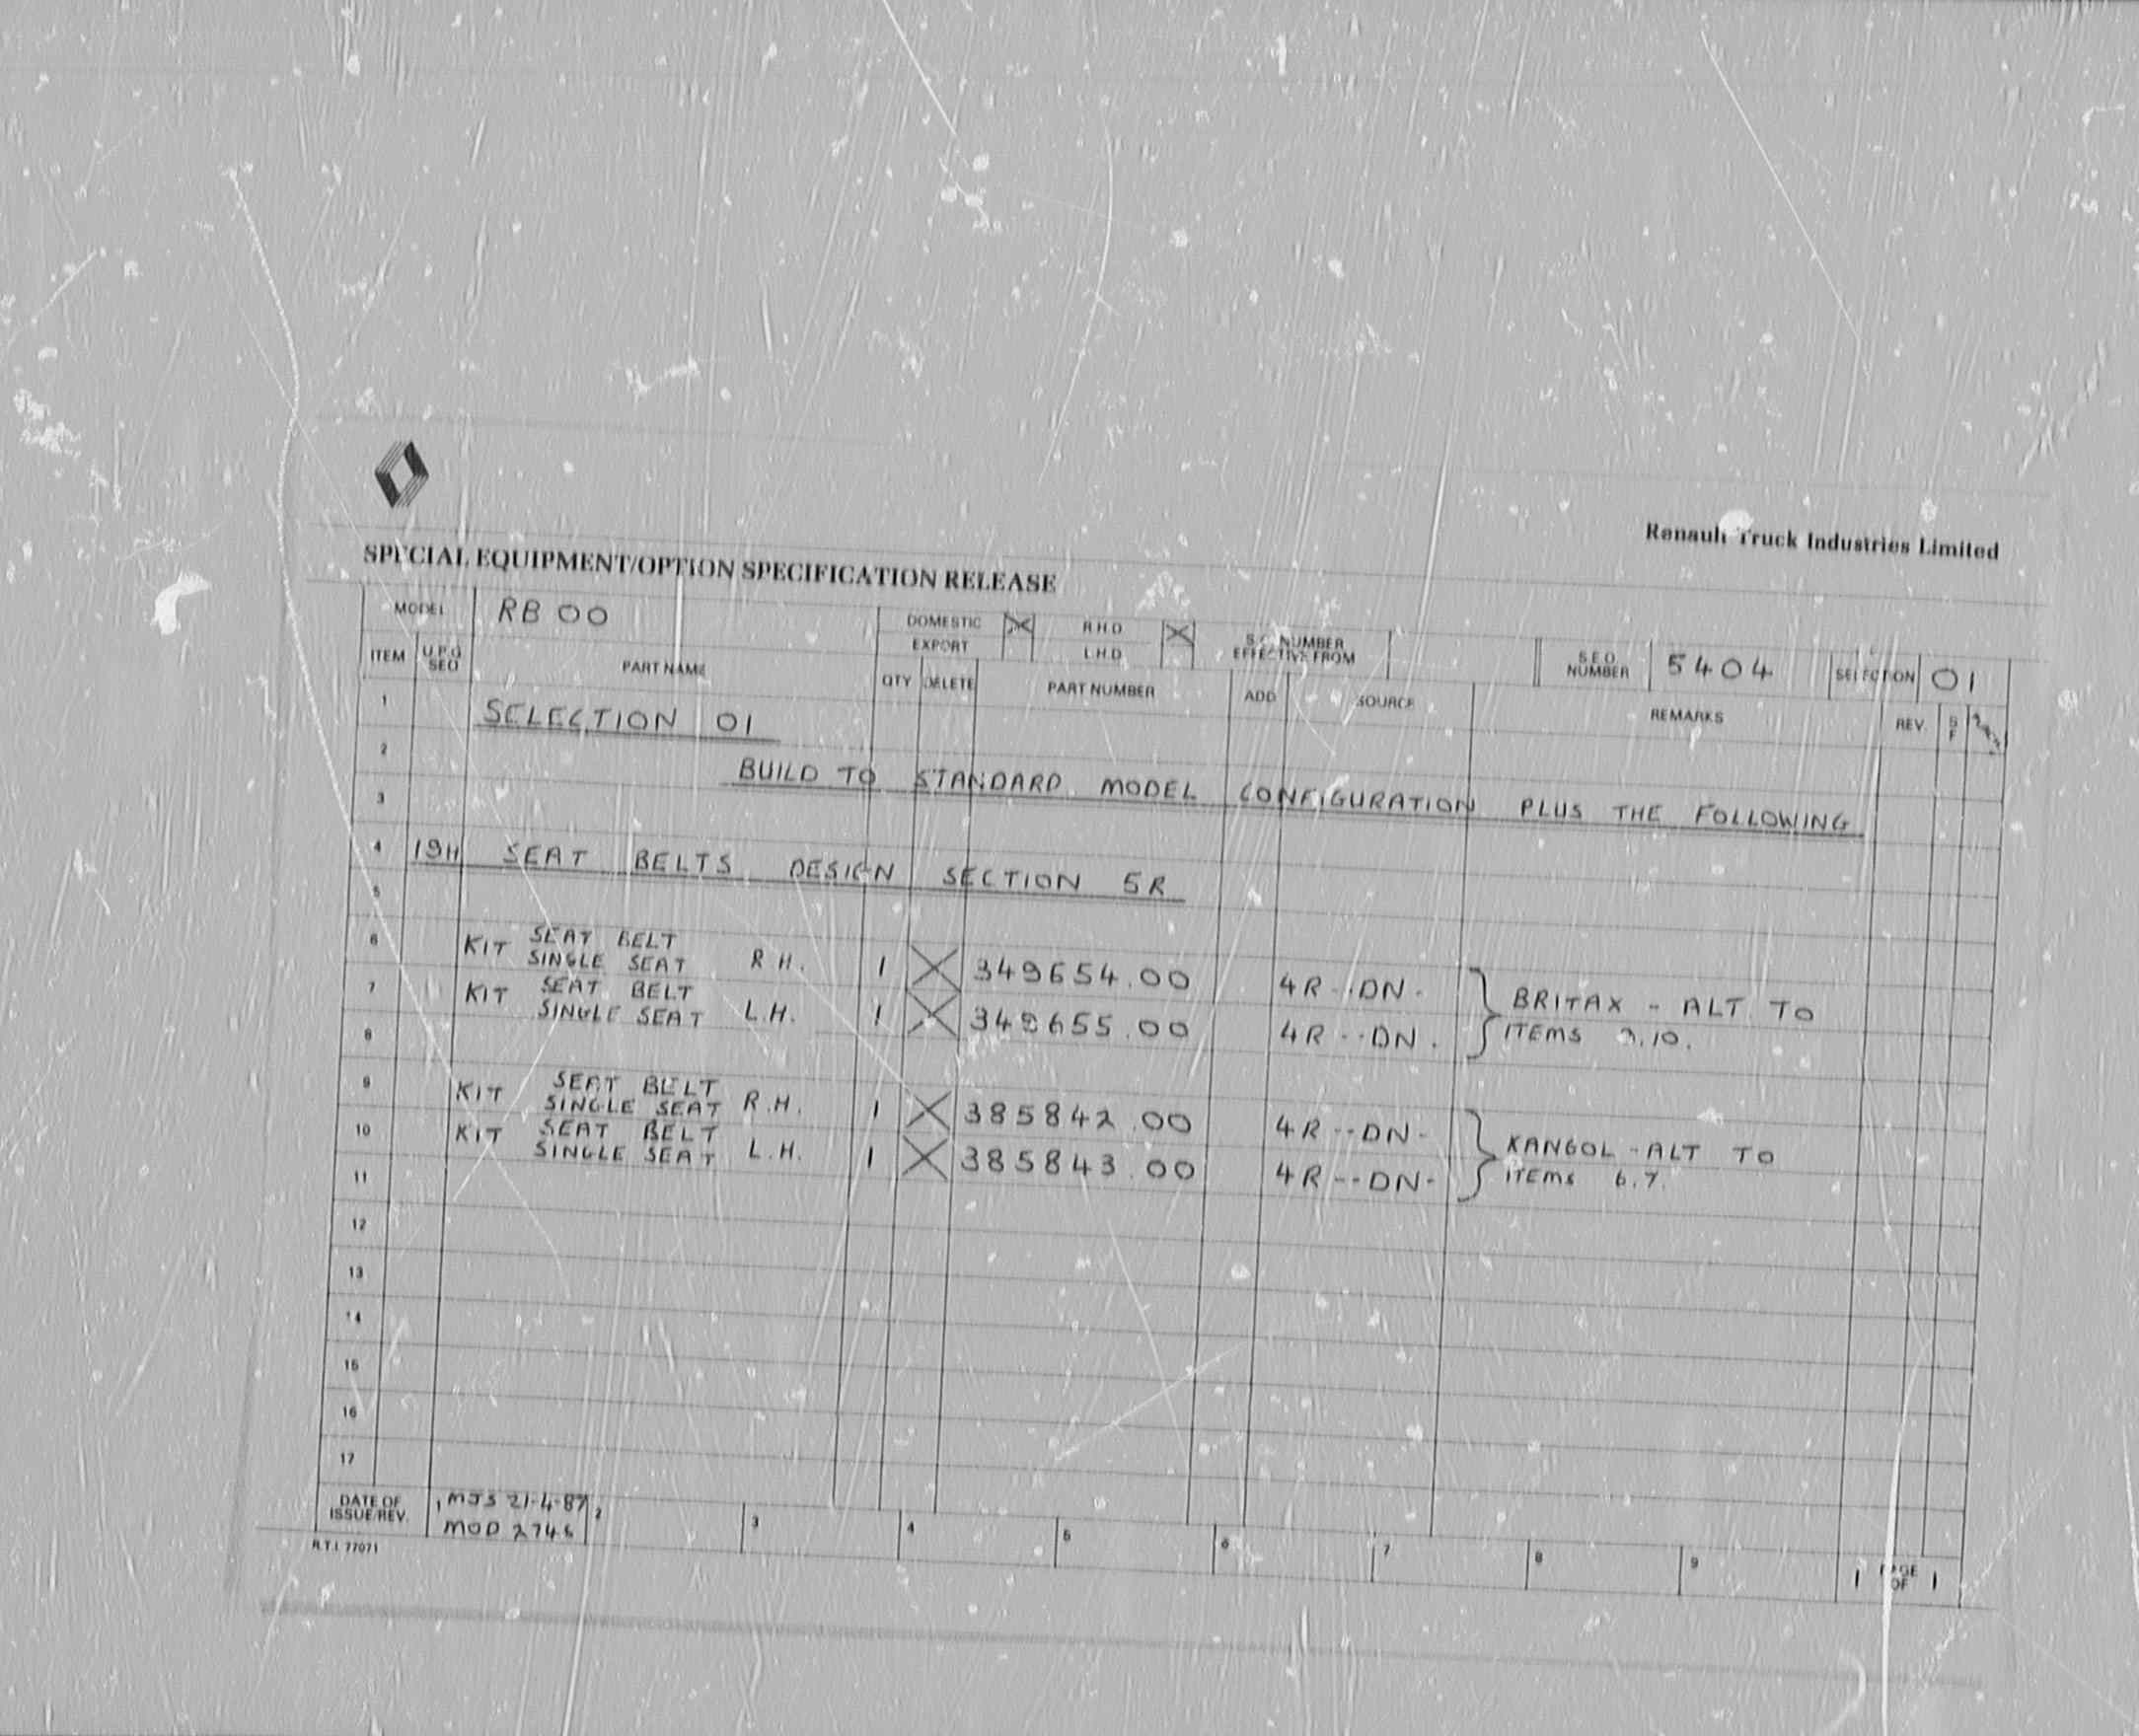 Renault Truck Industries Limited
SPECIAL EQUIPMENT/OPTION SPECIFICATION RELEASE
MODEL RB 00 DOMESTIC EXPORT R H D L H D S.O. NUMBER EFFECTIVE FROM S.E.O. NUMBER 5404 SELECTION 01
ITEM U.P.G SEQ PART NAME QTY DELETE PART NUMBER ADD SOURCE REMARKS REV. S F
1 SELECTION 01
2 BUILD TO STANDARD MODEL CONFIGURATION PLUS THE FOLLOWING
3
4 19H SEAT BELTS DESIGN SECTION 5R
5
6 KIT SEAT BELT SINGLE SEAT R H. 1 X 349654.00 4R--DN- BRITAX - ALT TO
7 KIT SEAT BELT SINGLE SEAT L.H. 1 X 349655.00 4R--DN. ITEMS 9.10.
8
9 KIT SEAT BELT SINGLE SEAT R.H. 1 X 385842.00 4R--DN- KANGOL - ALT TO
10 KIT SEAT BELT SINGLE SEAT L.H. 1 X 385843.00 4R--DN- ITEMS 6.7.
11
12
13
14
15
16
17
DATE OF ISSUE/REV. 1 MJS 21-4-87 2 3 4 5 6 7 8 9 1 PAGE OF 1
MOD
R.T.I. 77071